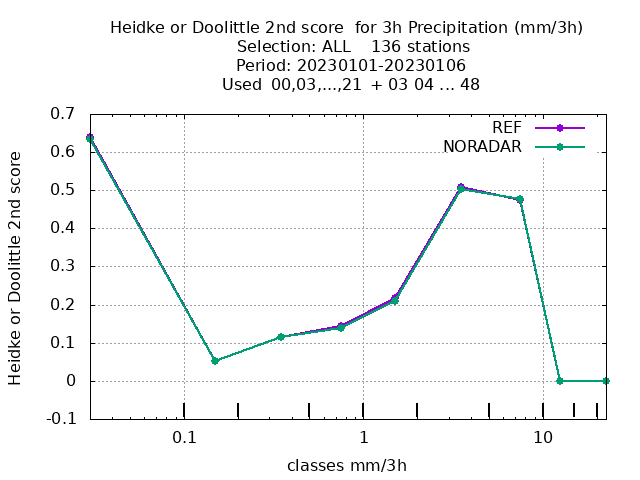 Heidke or Doolittle 2nd score  for 3h Precipitation (mm/3h)
Selection: ALL    136 stations
Period: 20230101-20230106
Used  00,03,...,21  + 03 04 ... 48
REF
NORADAR
Heidke or Doolittle 2nd score
0.7
0.6
0.5
0.4
0.3
0.2
0.1
0
-0.1
0.1
1
10
classes mm/3h